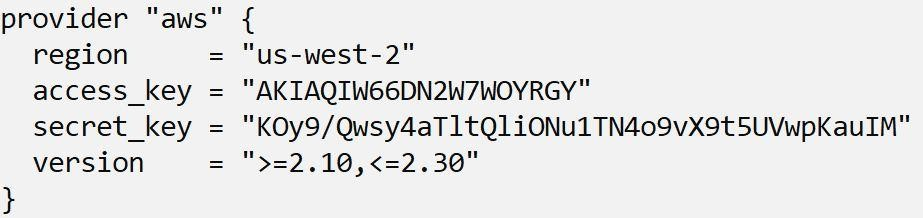 provider "aws" {
  region     = "us-west-2"
  access_key = "AKIAQIW66DN2W7WOYRGY"
  secret_key = "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"
  version    = ">=2.10,<=2.30"
}